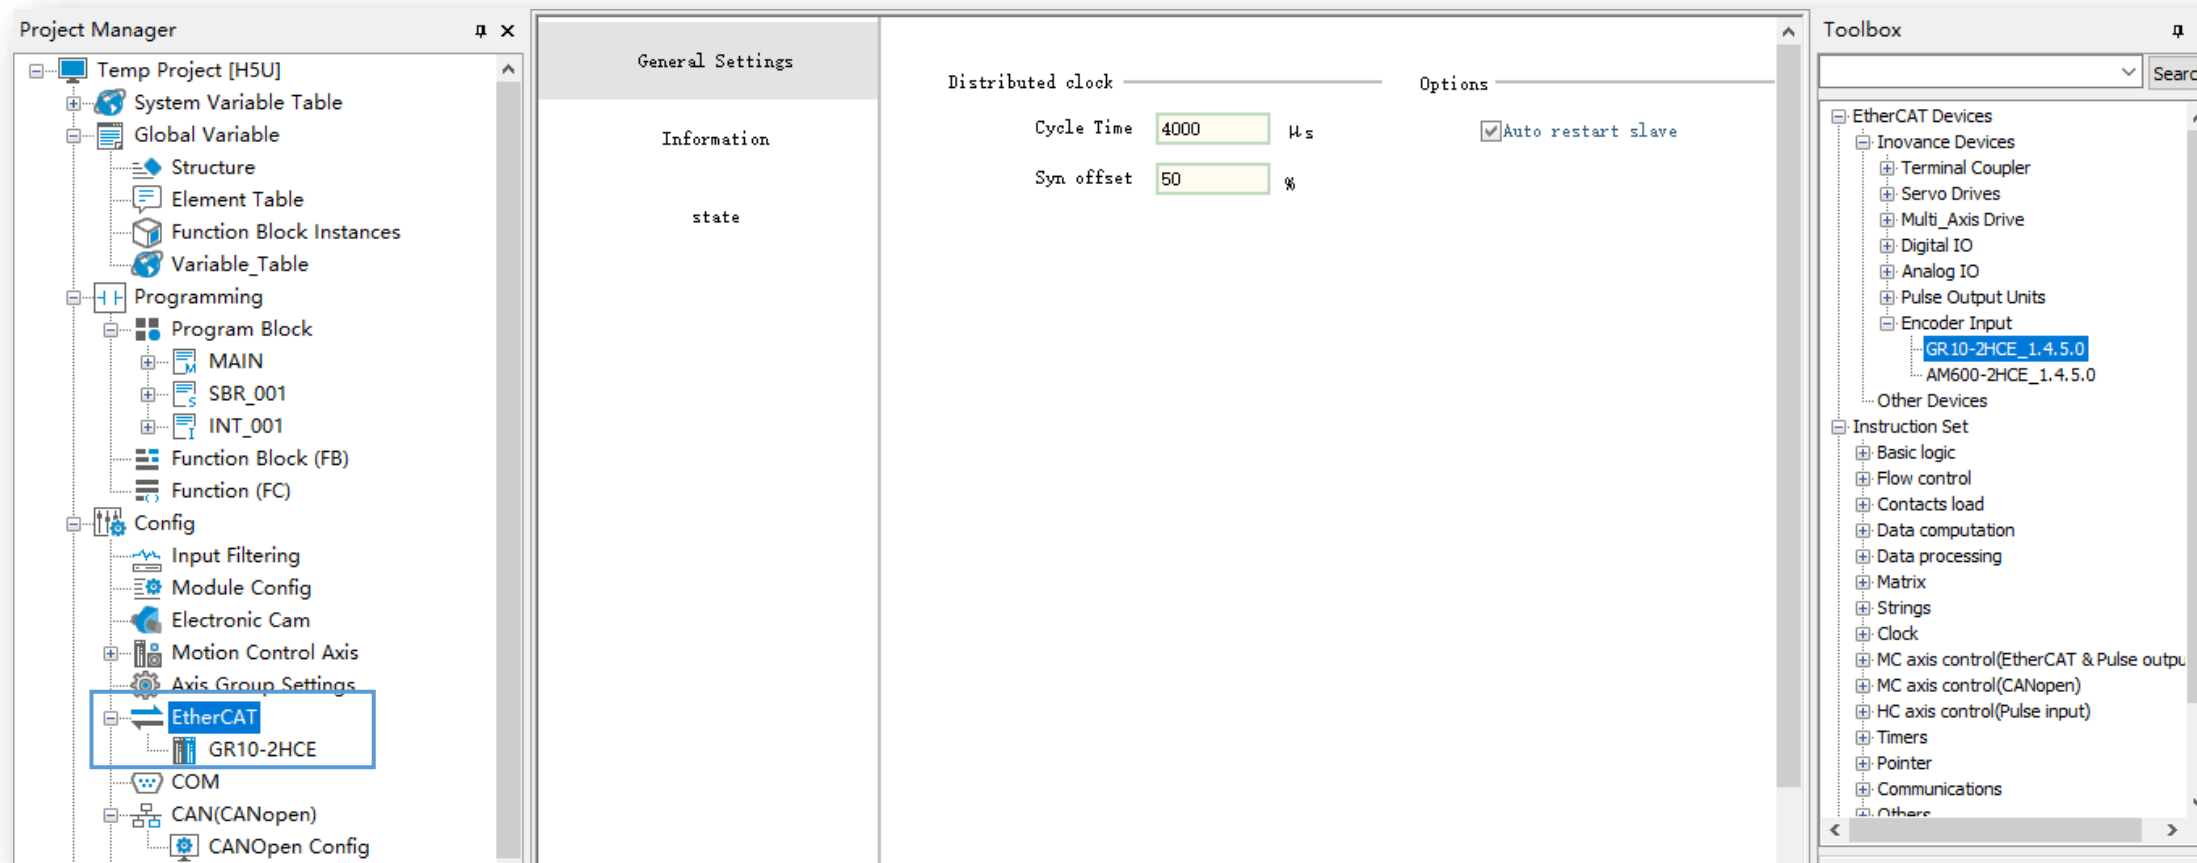 Project Manager
Temp Project [H5U]
System Variable Table
Global Variable
Structure
Element Table
Function Block Instances
Variable_Table
Programming
Program Block
MAIN
SBR_001
INT_001
Function Block (FB)
Function (FC)
Config
Input Filtering
Module Config
Electronic Cam
Motion Control Axis
Axis Group Settings
EtherCAT
GR10-2HCE
COM
CAN(CANopen)
CANOpen Config
General Settings
Information
state
Distributed clock
Cycle Time 4000 μs
Syn offset 50 %
Options
Auto restart slave
Toolbox
Searc
EtherCAT Devices
Inovance Devices
Terminal Coupler
Servo Drives
Multi_Axis Drive
Digital IO
Analog IO
Pulse Output Units
Encoder Input
GR10-2HCE_1.4.5.0
AM600-2HCE_1.4.5.0
Other Devices
Instruction Set
Basic logic
Flow control
Contacts load
Data computation
Data processing
Matrix
Strings
Clock
MC axis control(EtherCAT & Pulse outpu
MC axis control(CANopen)
HC axis control(Pulse input)
Timers
Pointer
Communications
Others